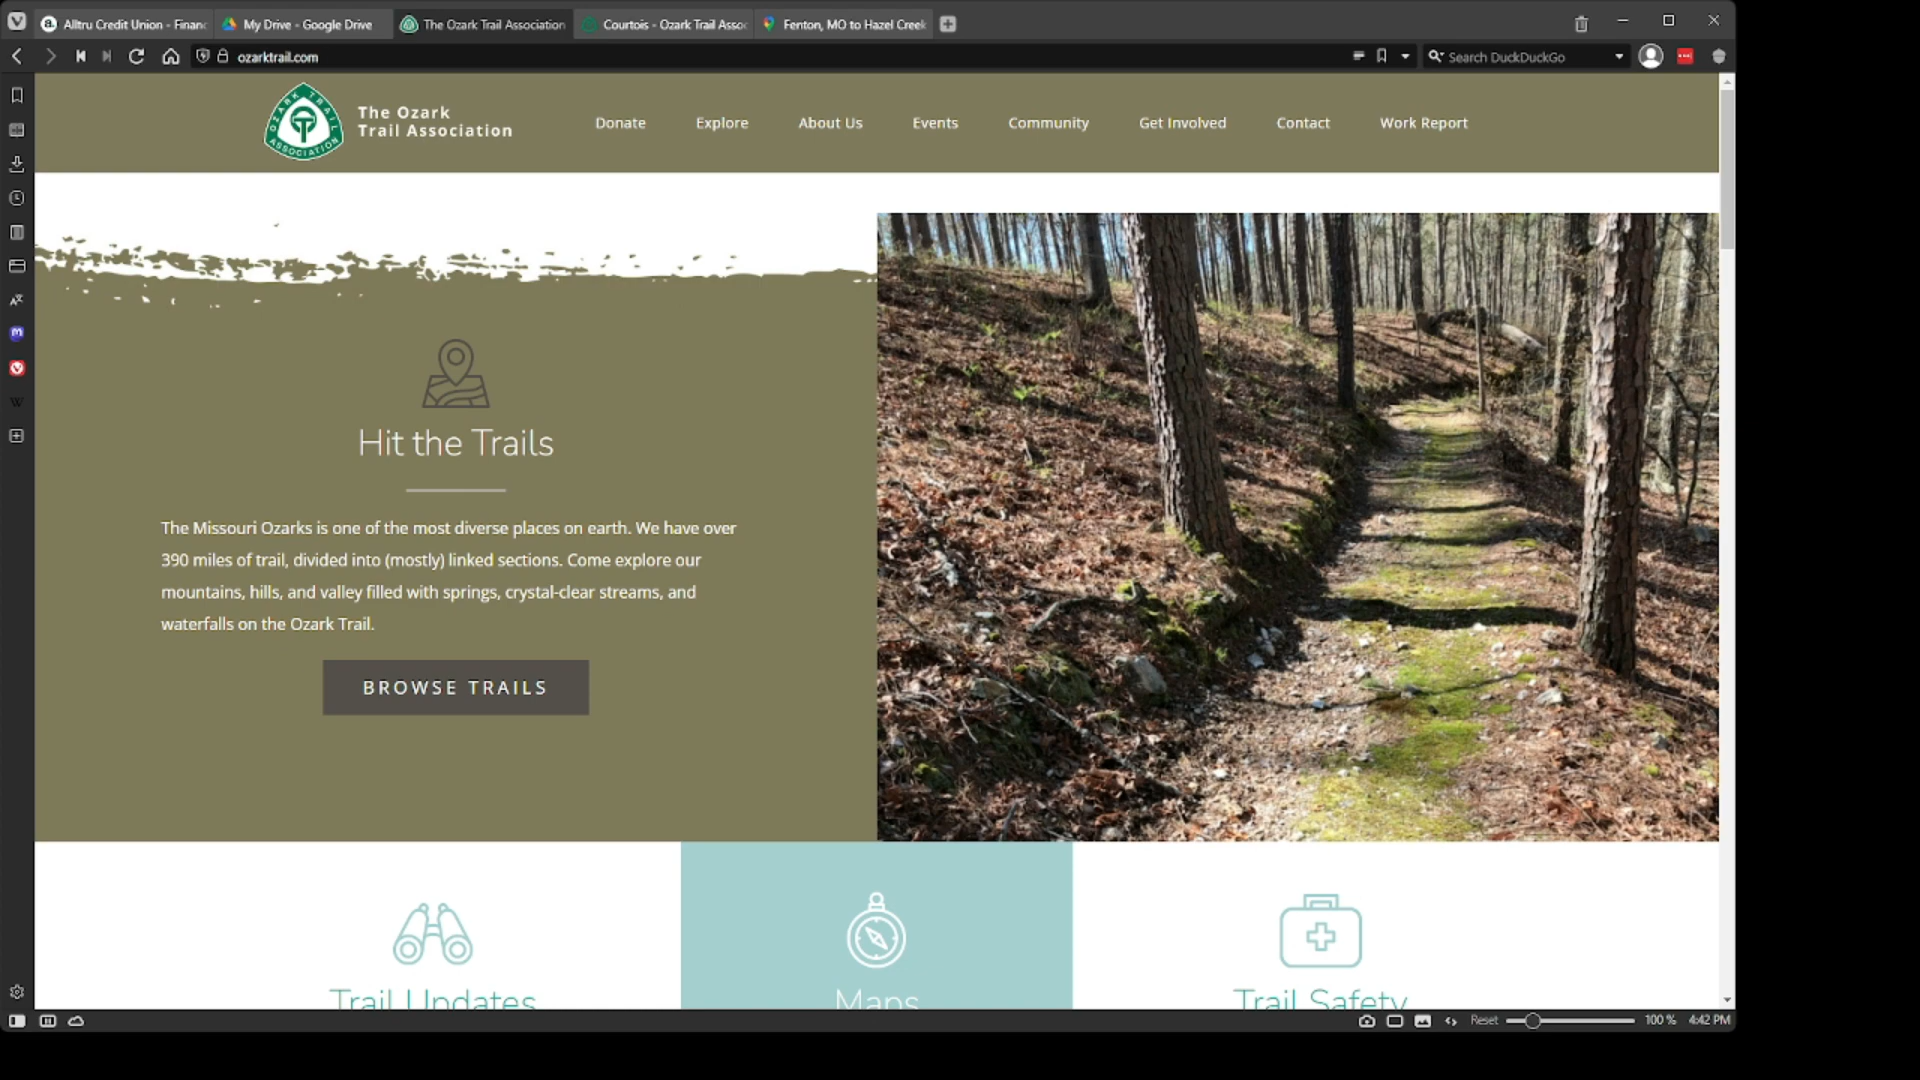 Alltru Credit Union - Financ
My Drive - Google Drive
The Ozark Trail Association
Courtois - Ozark Trail Assoc
Fenton, MO to Hazel Creek
ozarktrail.com
Search DuckDuckGo
OZARK TRAIL
ASSOCIATION
The Ozark
Trail Association
Donate
Explore
About Us
Events
Community
Get Involved
Contact
Work Report
Hit the Trails
The Missouri Ozarks is one of the most diverse places on earth. We have over
390 miles of trail, divided into (mostly) linked sections. Come explore our
mountains, hills, and valley filled with springs, crystal-clear streams, and
waterfalls on the Ozark Trail.
BROWSE TRAILS
Trail Updates
Maps
Trail Safety
Reset
100 %
4:42 PM